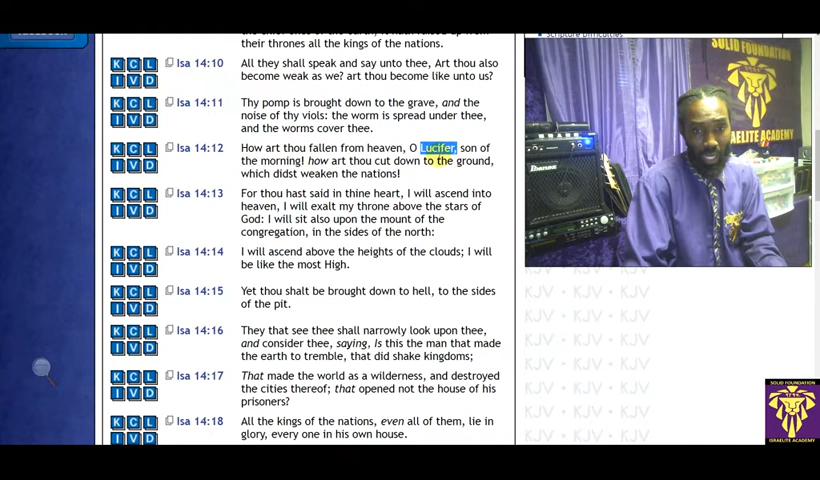 their thrones all the kings of the nations.
K C L
I V D
Isa 14:10
All they shall speak and say unto thee, Art thou also
become weak as we? art thou become like unto us?
K C L
I V D
Isa 14:11
Thy pomp is brought down to the grave, and the
noise of thy viols: the worm is spread under thee,
and the worms cover thee.
K C L
I V D
Isa 14:12
How art thou fallen from heaven, O Lucifer, son of
the morning! how art thou cut down to the ground,
which didst weaken the nations!
K C L
I V D
Isa 14:13
For thou hast said in thine heart, I will ascend into
heaven, I will exalt my throne above the stars of
God: I will sit also upon the mount of the
congregation, in the sides of the north:
K C L
I V D
Isa 14:14
I will ascend above the heights of the clouds; I will
be like the most High.
K C L
I V D
Isa 14:15
Yet thou shalt be brought down to hell, to the sides
of the pit.
K C L
I V D
Isa 14:16
They that see thee shall narrowly look upon thee,
and consider thee, saying, Is this the man that made
the earth to tremble, that did shake kingdoms;
K C L
I V D
Isa 14:17
That made the world as a wilderness, and destroyed
the cities thereof; that opened not the house of his
prisoners?
K C L
I V D
Isa 14:18
All the kings of the nations, even all of them, lie in
glory, every one in his own house.
SOLID FOUNDATION
ISRAELITE
ACADEMY
Ibanez
KJV • KJV • KJV
KJV • KJV • KJV
KJV • KJV • KJV
KJV • KJV • KJV
KJV • KJV • KJV
KJV • KJV • KJV
SOLID FOUNDATION
ISRAELITE ACADEMY